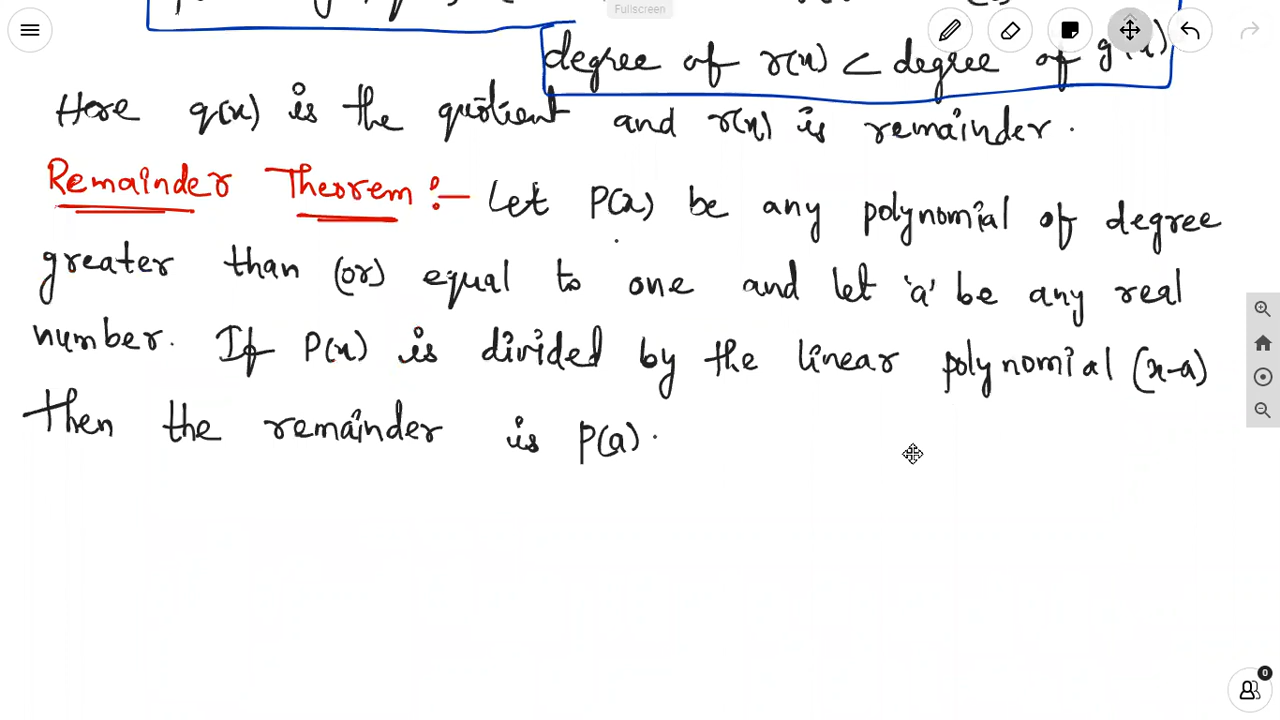 Fullscreen
degree of r(x) < degree of g(x)
Here q(x) is the quotient and r(x) is remainder.
Remainder Theorem :- Let P(x) be any polynomial of degree
greater than (or) equal to one and let 'a' be any real
number. If P(x) is divided by the linear polynomial (x-a)
then the remainder is P(a).
0